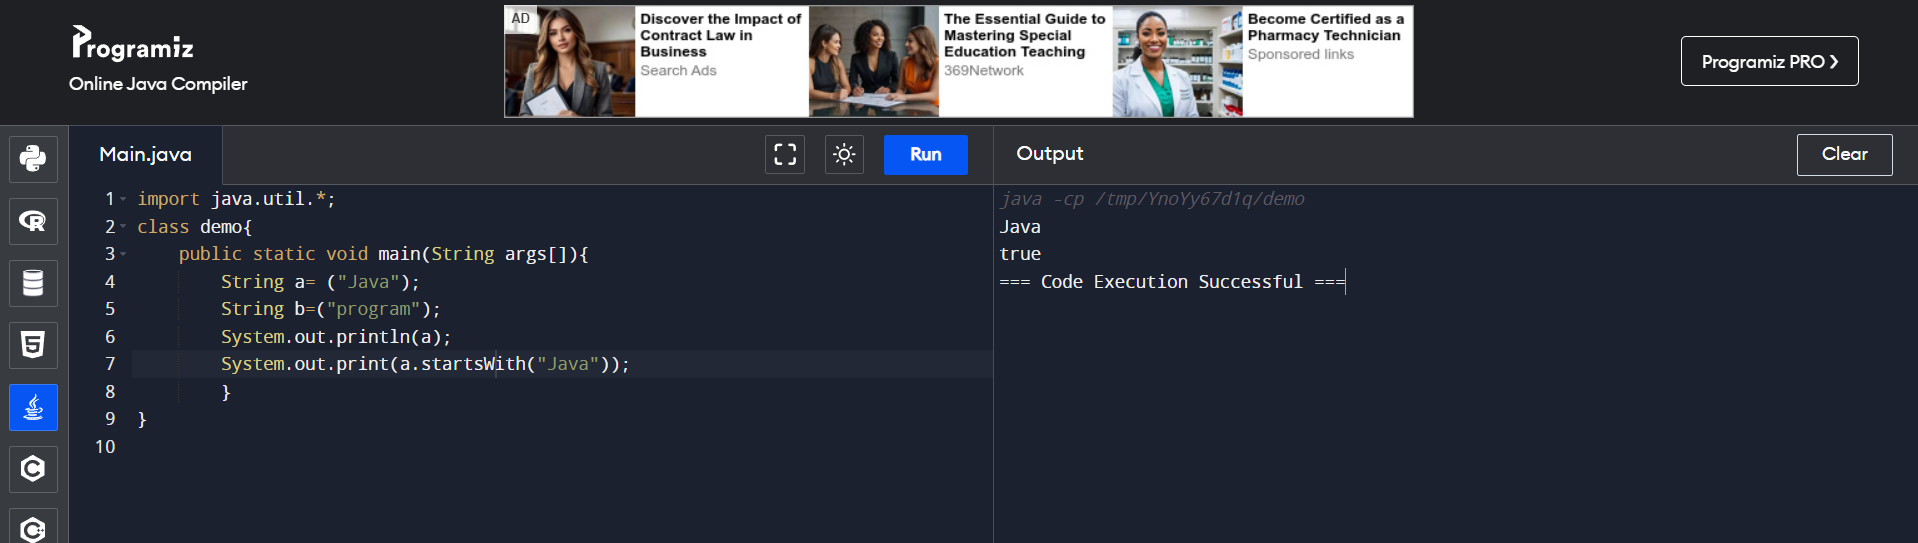 Programiz
Online Java Compiler
AD
Discover the Impact of
Contract Law in
Business
Search Ads
The Essential Guide to
Mastering Special
Education Teaching
369Network
Become Certified as a
Pharmacy Technician
Sponsored links
Programiz PRO ❯
Main.java
Run
Output
Clear
1 import java.util.*;
2 class demo{
3     public static void main(String args[]){
4         String a= ("Java");
5         String b=("program");
6         System.out.println(a);
7         System.out.print(a.startsWith("Java"));
8         }
9 }
10
java -cp /tmp/YnoYy67d1q/demo
Java
true
=== Code Execution Successful ===
R
5
C
C++